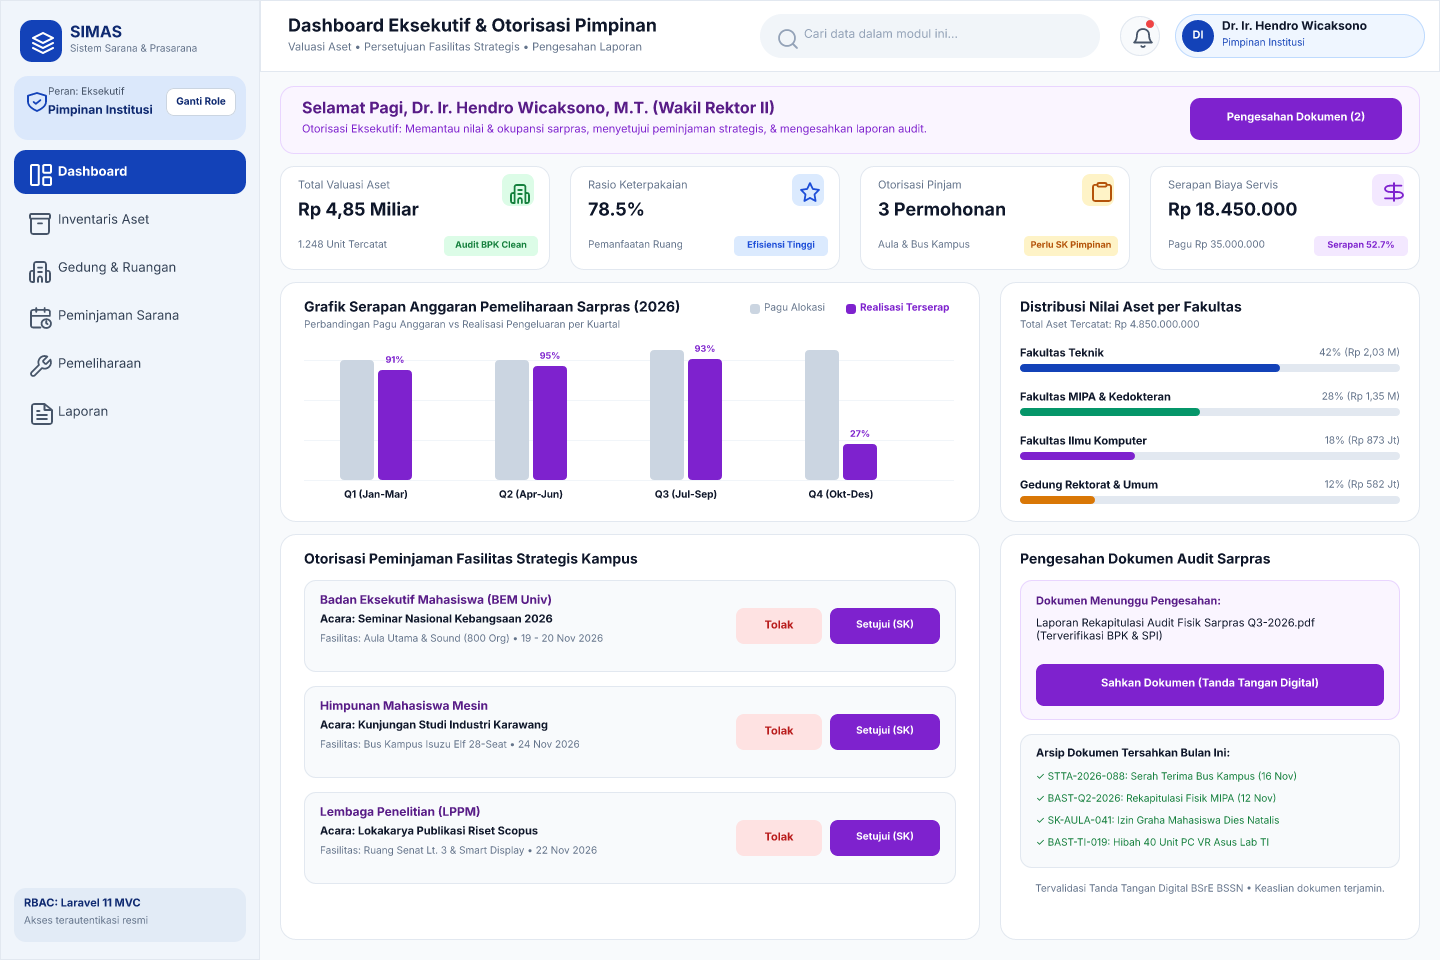 SIMAS
Sistem Sarana & Prasarana
Peran: Eksekutif
Pimpinan Institusi
Ganti Role
Dashboard
Inventaris Aset
Gedung & Ruangan
Peminjaman Sarana
Pemeliharaan
Laporan
RBAC: Laravel 11 MVC
Akses terautentikasi resmi
Dashboard Eksekutif & Otorisasi Pimpinan
Valuasi Aset • Persetujuan Fasilitas Strategis • Pengesahan Laporan
Cari data dalam modul ini...
DI
Dr. Ir. Hendro Wicaksono
Pimpinan Institusi
Selamat Pagi, Dr. Ir. Hendro Wicaksono, M.T. (Wakil Rektor II)
Otorisasi Eksekutif: Memantau nilai & okupansi sarpras, menyetujui peminjaman strategis, & mengesahkan laporan audit.
Pengesahan Dokumen (2)
Total Valuasi Aset
Rp 4,85 Miliar
1.248 Unit Tercatat
Audit BPK Clean
Rasio Keterpakaian
78.5%
Pemanfaatan Ruang
Efisiensi Tinggi
Otorisasi Pinjam
3 Permohonan
Aula & Bus Kampus
Perlu SK Pimpinan
Serapan Biaya Servis
Rp 18.450.000
Pagu Rp 35.000.000
Serapan 52.7%
Grafik Serapan Anggaran Pemeliharaan Sarpras (2026)
Perbandingan Pagu Anggaran vs Realisasi Pengeluaran per Kuartal
Pagu Alokasi
Realisasi Terserap
91%
95%
93%
27%
Q1 (Jan-Mar)
Q2 (Apr-Jun)
Q3 (Jul-Sep)
Q4 (Okt-Des)
Distribusi Nilai Aset per Fakultas
Total Aset Tercatat: Rp 4.850.000.000
Fakultas Teknik
42% (Rp 2,03 M)
Fakultas MIPA & Kedokteran
28% (Rp 1,35 M)
Fakultas Ilmu Komputer
18% (Rp 873 Jt)
Gedung Rektorat & Umum
12% (Rp 582 Jt)
Otorisasi Peminjaman Fasilitas Strategis Kampus
Badan Eksekutif Mahasiswa (BEM Univ)
Acara: Seminar Nasional Kebangsaan 2026
Fasilitas: Aula Utama & Sound (800 Org) • 19 - 20 Nov 2026
Tolak
Setujui (SK)
Himpunan Mahasiswa Mesin
Acara: Kunjungan Studi Industri Karawang
Fasilitas: Bus Kampus Isuzu Elf 28-Seat • 24 Nov 2026
Tolak
Setujui (SK)
Lembaga Penelitian (LPPM)
Acara: Lokakarya Publikasi Riset Scopus
Fasilitas: Ruang Senat Lt. 3 & Smart Display • 22 Nov 2026
Tolak
Setujui (SK)
Pengesahan Dokumen Audit Sarpras
Dokumen Menunggu Pengesahan:
Laporan Rekapitulasi Audit Fisik Sarpras Q3-2026.pdf
(Terverifikasi BPK & SPI)
Sahkan Dokumen (Tanda Tangan Digital)
Arsip Dokumen Tersahkan Bulan Ini:
✓ STTA-2026-088: Serah Terima Bus Kampus (16 Nov)
✓ BAST-Q2-2026: Rekapitulasi Fisik MIPA (12 Nov)
✓ SK-AULA-041: Izin Graha Mahasiswa Dies Natalis
✓ BAST-TI-019: Hibah 40 Unit PC VR Asus Lab TI
Tervalidasi Tanda Tangan Digital BSrE BSSN • Keaslian dokumen terjamin.